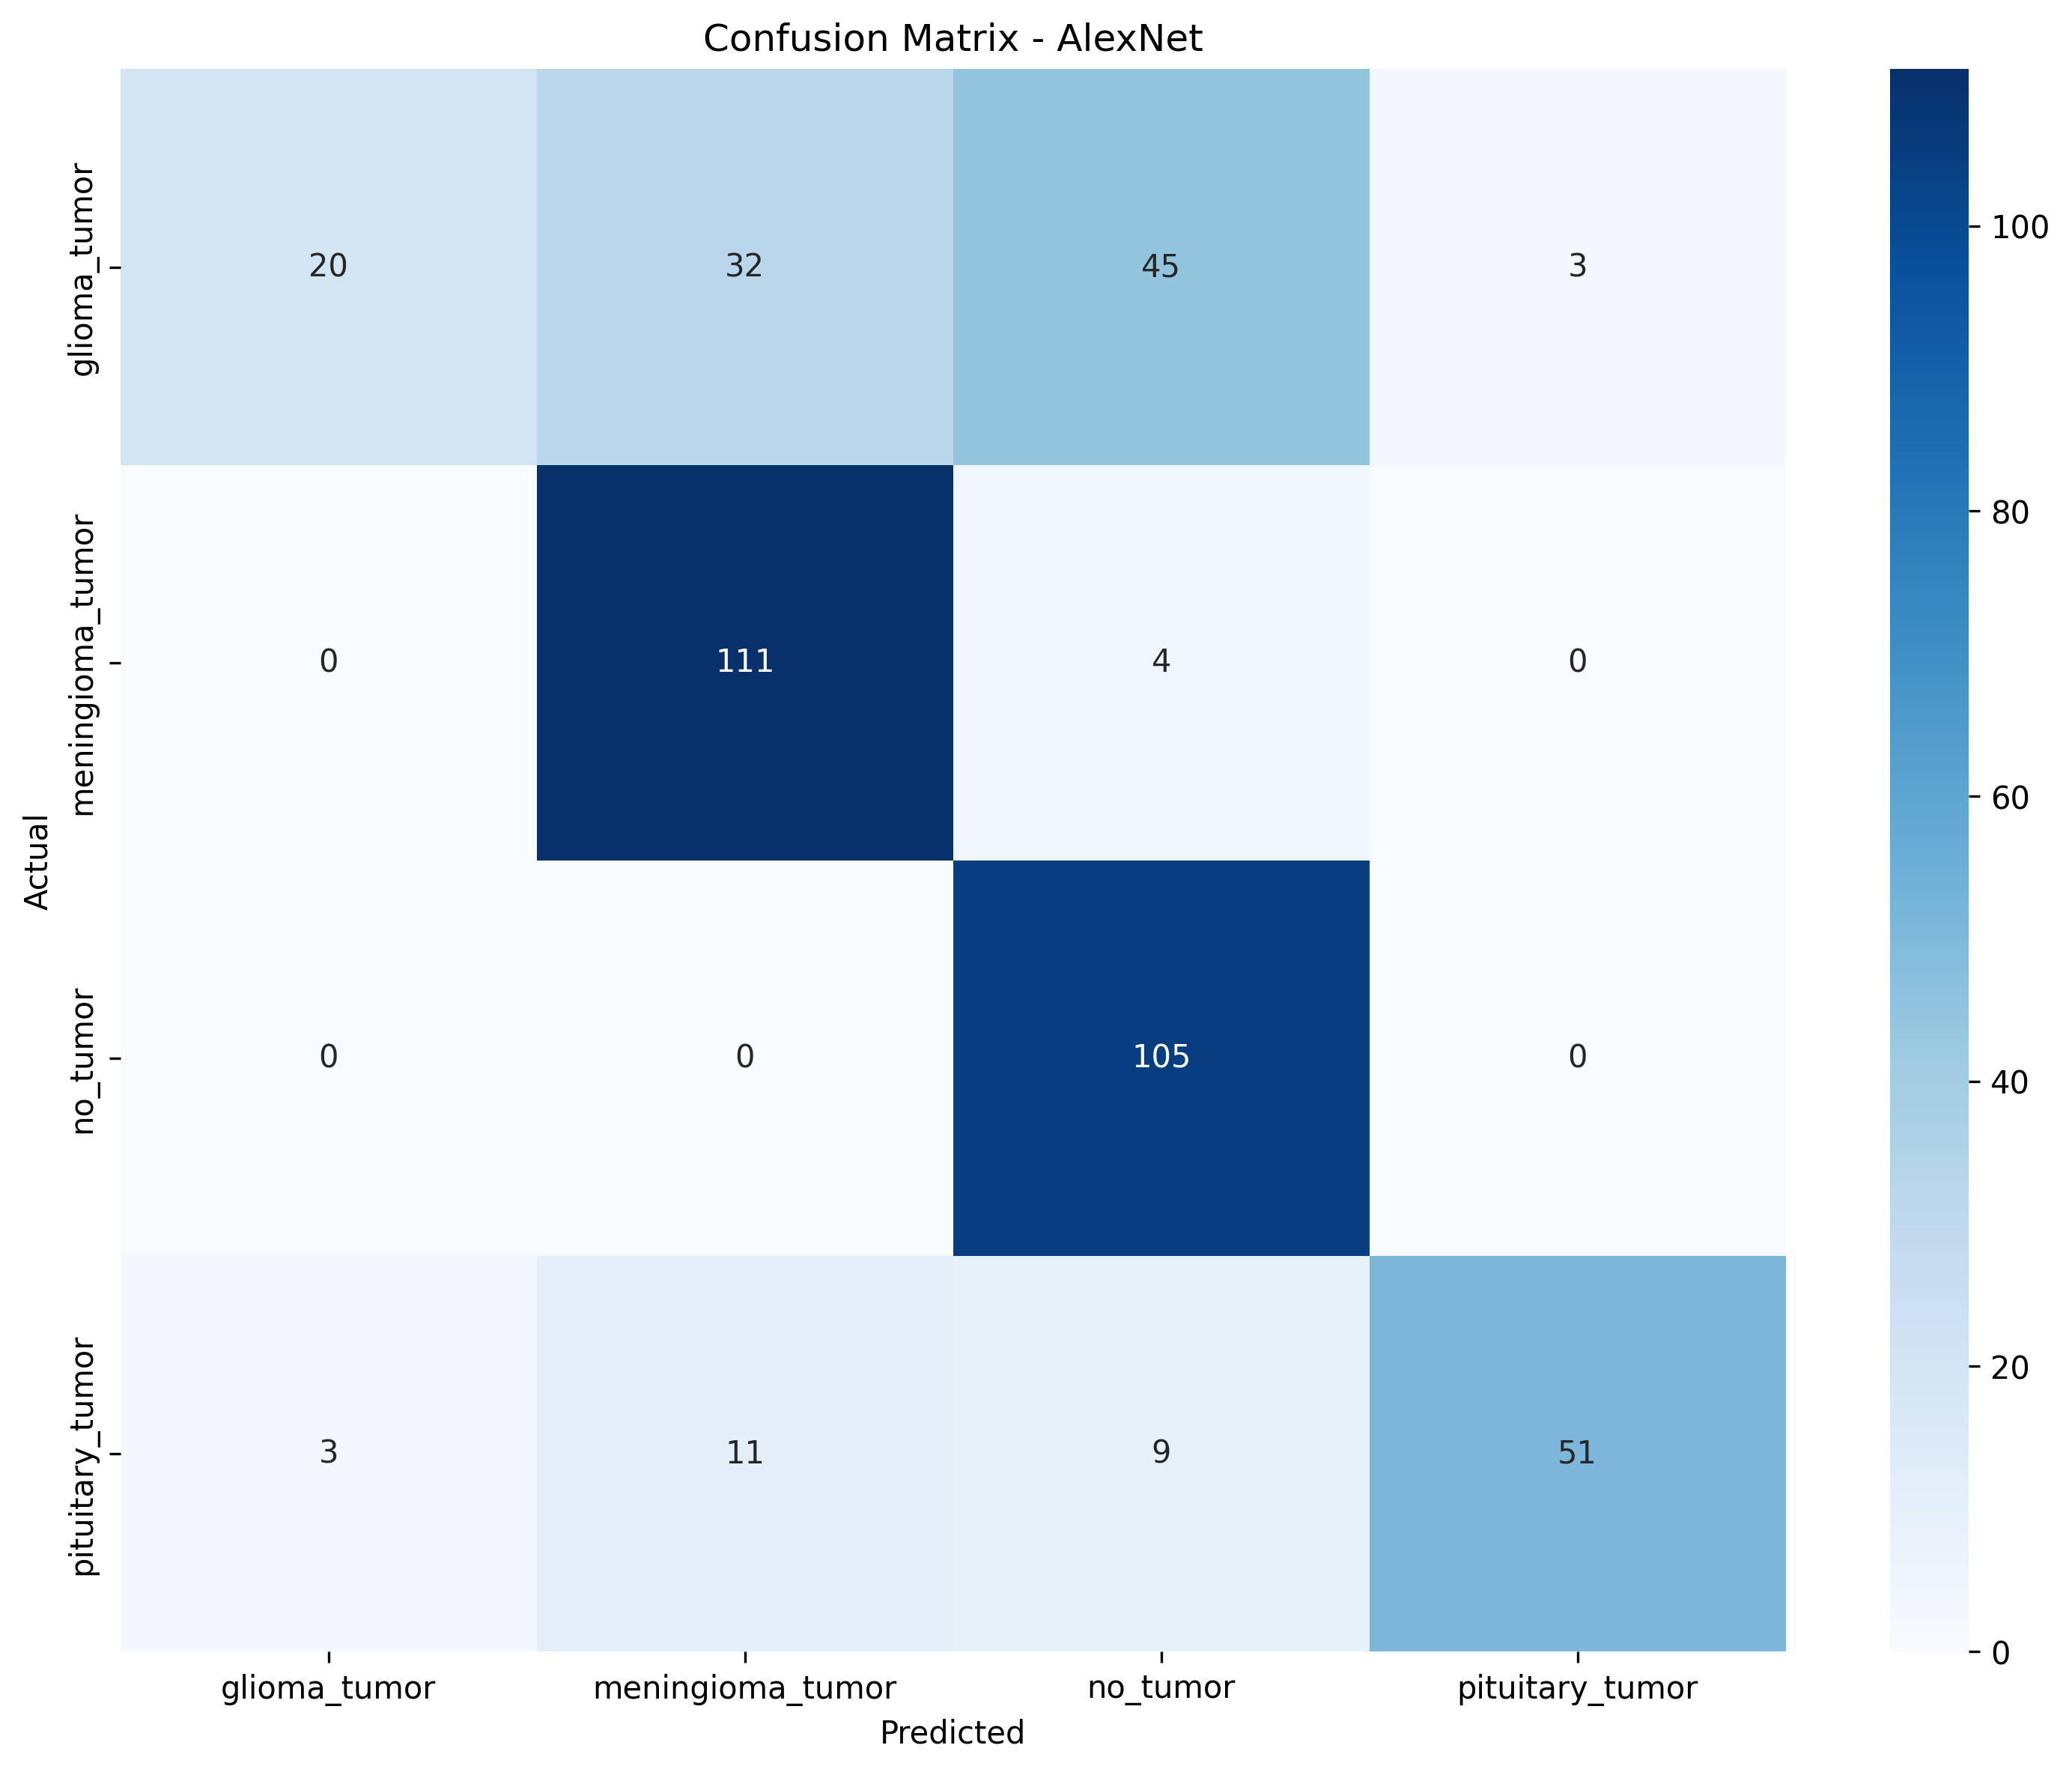 Confusion Matrix - AlexNet
glioma_tumor
20 32 45 3
meningioma_tumor
0 111 4 0
no_tumor
0 0 105 0
pituitary_tumor
3 11 9 51
Actual
glioma_tumor meningioma_tumor no_tumor pituitary_tumor
Predicted
100
80
60
40
20
0